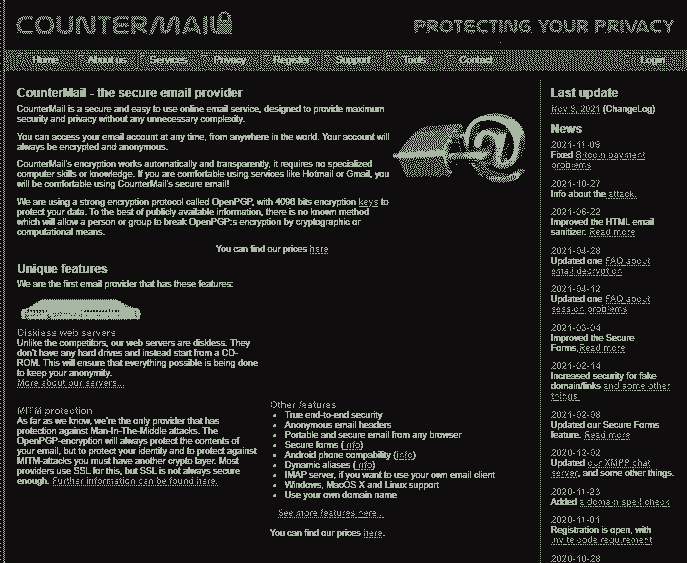 COUNTERMAIL
PROTECTING YOUR PRIVACY
Home About us Services Privacy Register Support Tools Contact Login
CounterMail - the secure email provider
CounterMail is a secure and easy to use online email service, designed to provide maximum
security and privacy without any unnecessary complexity.
You can access your email account at any time, from anywhere in the world. Your account will
always be encrypted and anonymous.
CounterMail's encryption works automatically and transparently, it requires no specialized
computer skills or knowledge. If you are comfortable using services like Hotmail or Gmail, you
will be comfortable using CounterMail's secure email!
We are using a strong encryption protocol called OpenPGP, with 4096 bits encryption keys to
protect your data. To the best of publicly available information, there is no known method
which will allow a person or group to break OpenPGP:s encryption by cryptographic or
computational means.
You can find our prices here
Unique features
We are the first email provider that has these features:
Diskless web servers
Unlike the competitors, our web servers are diskless. They
don't have any hard drives and instead start from a CD-
ROM. This will ensure that everything possible is being done
to keep your anonymity.
More about our servers...
MITM protection
As far as we know, we're the only provider that has
protection against Man-In-The-Middle attacks. The
OpenPGP-encryption will always protect the contents of
your email, but to protect your identity and to protect against
MITM-attacks you must have another crypto layer. Most
providers use SSL for this, but SSL is not always secure
enough. Further information can be found here.
Other features
True end-to-end security
Anonymous email headers
Portable and secure email from any browser
Secure forms (info)
Android phone compability (info)
Dynamic aliases (info)
IMAP server, if you want to use your own email client
Windows, MacOS X and Linux support
Use your own domain name
See more features here...
You can find our prices here.
Last update
Nov 9, 2021 (ChangeLog)
News
2021-11-09
Fixed Bitcoin payment
problems
2021-10-27
Info about the attack.
2021-06-22
Improved the HTML email
sanitizer. Read more
2021-04-28
Updated one FAQ about
email decryption
2021-04-12
Updated one FAQ about
session problems
2021-03-04
Improved the Secure
Forms. Read more
2021-02-14
Increased security for fake
domain/links and some other
things.
2021-02-08
Updated our Secure Forms
feature. Read more
2020-12-02
Updated our XMPP chat
server, and some other things.
2020-11-23
Added a domain spell check
2020-11-01
Registration is open, with
invite code requirement
2020-10-28